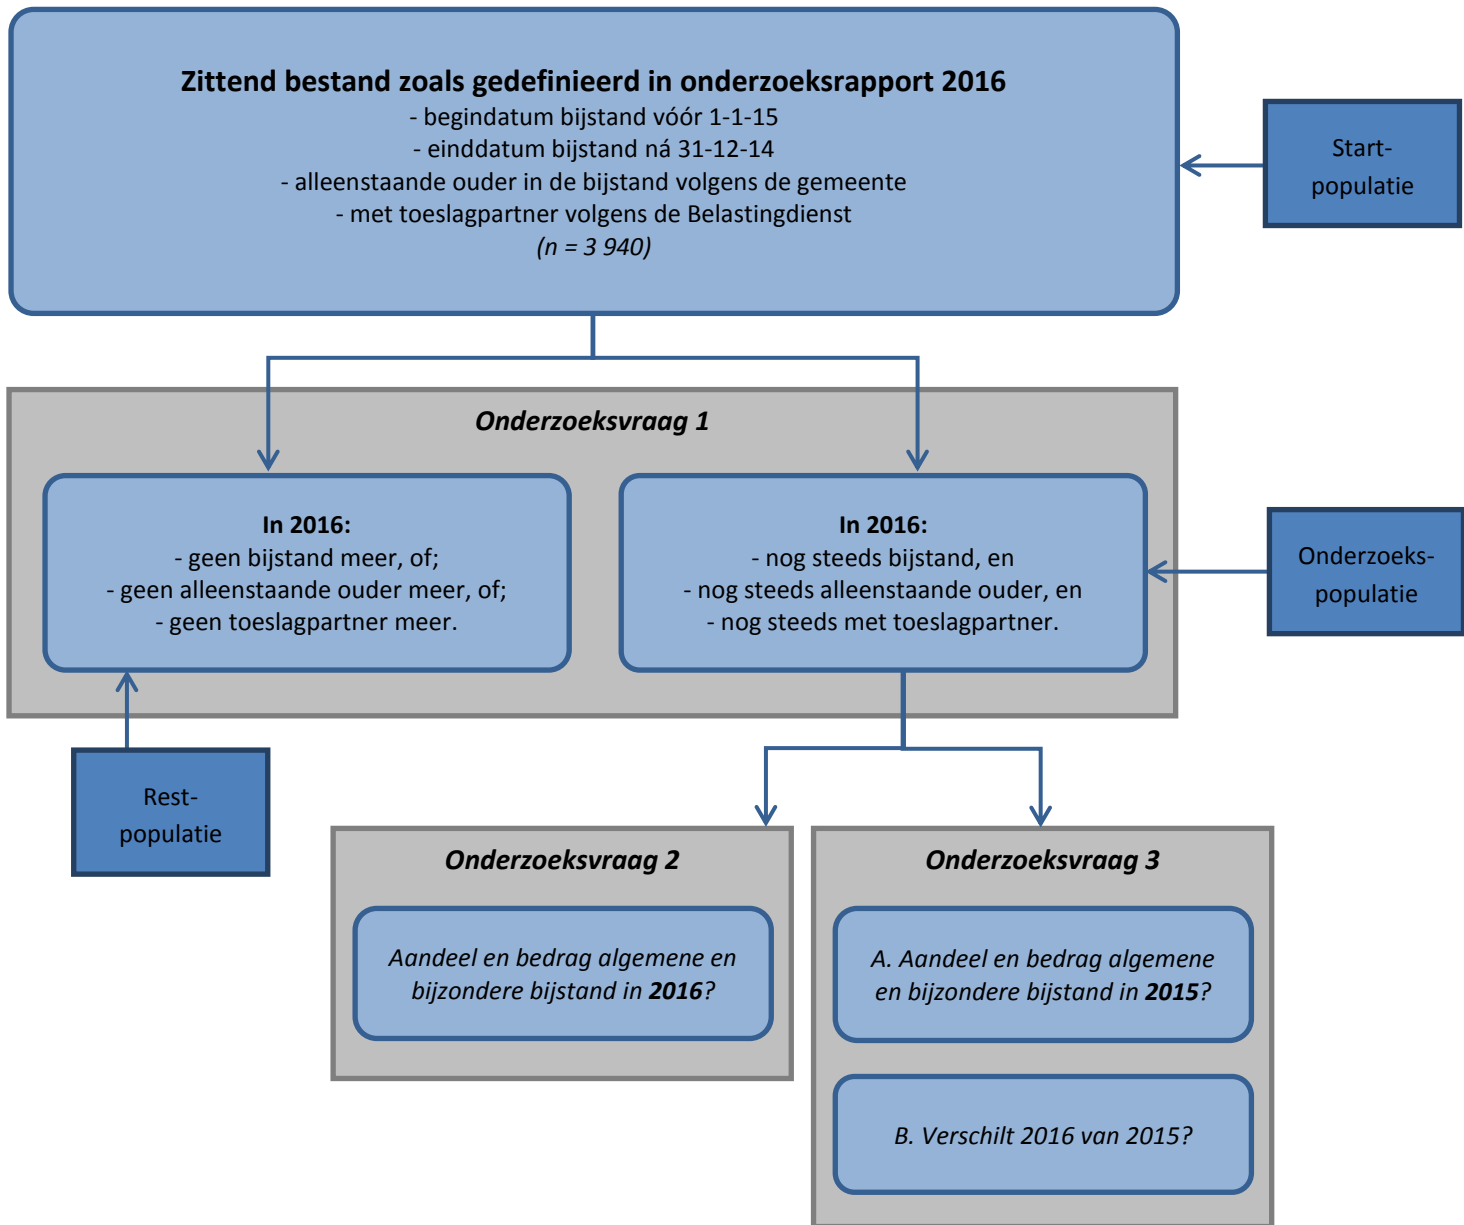 Zittend bestand zoals gedefinieerd in onderzoeksrapport 2016
- begindatum bijstand vóór 1-1-15
- einddatum bijstand ná 31-12-14
- alleenstaande ouder in de bijstand volgens de gemeente
- met toeslagpartner volgens de Belastingdienst
(n = 3 940)
Start-
populatie
Onderzoeksvraag 1
In 2016:
- geen bijstand meer, of;
- geen alleenstaande ouder meer, of;
- geen toeslagpartner meer.
In 2016:
- nog steeds bijstand, en
- nog steeds alleenstaande ouder, en
- nog steeds met toeslagpartner.
Onderzoeks-
populatie
Rest-
populatie
Onderzoeksvraag 2
Aandeel en bedrag algemene en
bijzondere bijstand in 2016?
Onderzoeksvraag 3
A. Aandeel en bedrag algemene
en bijzondere bijstand in 2015?
B. Verschilt 2016 van 2015?